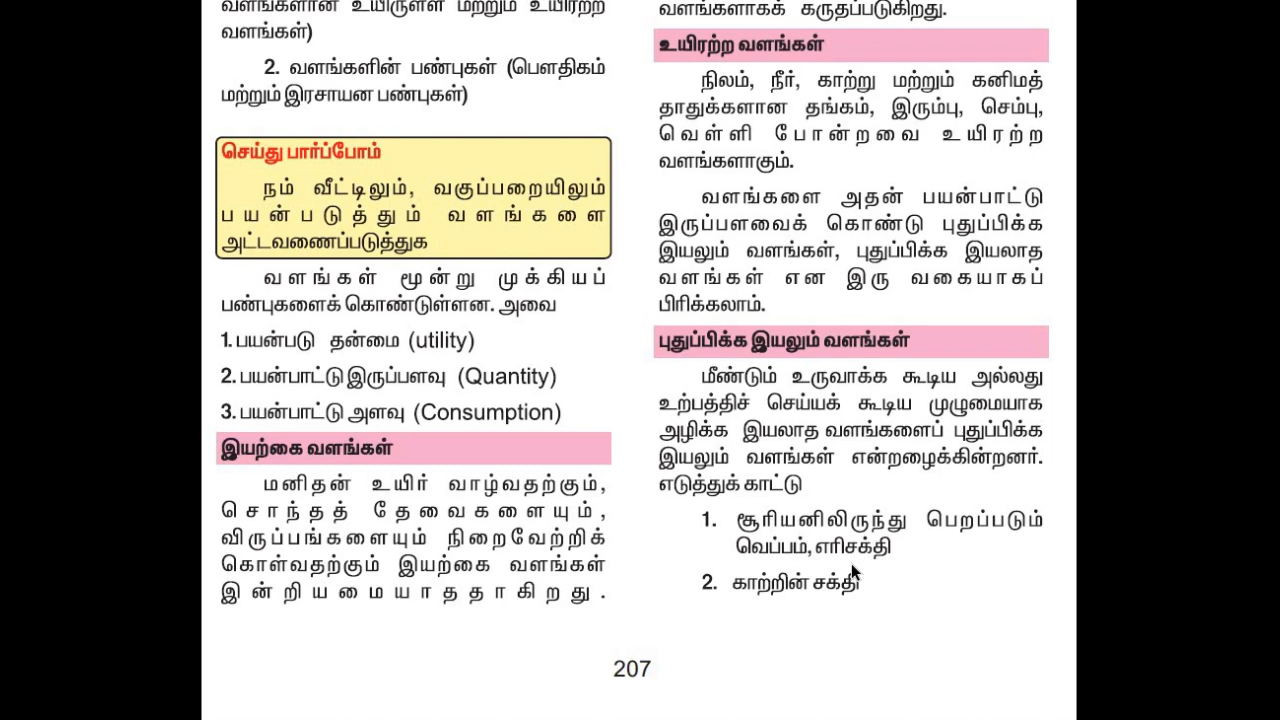 வளங்களான உயிருள்ள மற்றும் உயிரற்ற
வளங்கள்)
2. வளங்களின் பண்புகள் (பௌதிகம்
மற்றும் இரசாயன பண்புகள்)
செய்து பார்ப்போம்
நம் வீட்டிலும், வகுப்பறையிலும்
பயன்படுத்தும் வளங்களை
அட்டவணைப்படுத்துக
வளங்கள் மூன்று முக்கியப்
பண்புகளைக் கொண்டுள்ளன. அவை
1. பயன்படு தன்மை (utility)
2. பயன்பாட்டு இருப்பளவு (Quantity)
3. பயன்பாட்டு அளவு (Consumption)
இயற்கை வளங்கள்
மனிதன் உயிர் வாழ்வதற்கும்,
சொந்தத் தேவைகளையும்,
விருப்பங்களையும் நிறைவேற்றிக்
கொள்வதற்கும் இயற்கை வளங்கள்
இன்றியமையாததாகிறது.
வளங்களாகக் கருதப்படுகிறது.
உயிரற்ற வளங்கள்
நிலம், நீர், காற்று மற்றும் கனிமத்
தாதுக்களான தங்கம், இரும்பு, செம்பு,
வெள்ளி போன்றவை உயிரற்ற
வளங்களாகும்.
வளங்களை அதன் பயன்பாட்டு
இருப்பளவைக் கொண்டு புதுப்பிக்க
இயலும் வளங்கள், புதுப்பிக்க இயலாத
வளங்கள் என இரு வகையாகப்
பிரிக்கலாம்.
புதுப்பிக்க இயலும் வளங்கள்
மீண்டும் உருவாக்க கூடிய அல்லது
உற்பத்திச் செய்யக் கூடிய முழுமையாக
அழிக்க இயலாத வளங்களைப் புதுப்பிக்க
இயலும் வளங்கள் என்றழைக்கின்றனர்.
எடுத்துக் காட்டு
1. சூரியனிலிருந்து பெறப்படும்
வெப்பம், எரிசக்தி
2. காற்றின் சக்தி
207